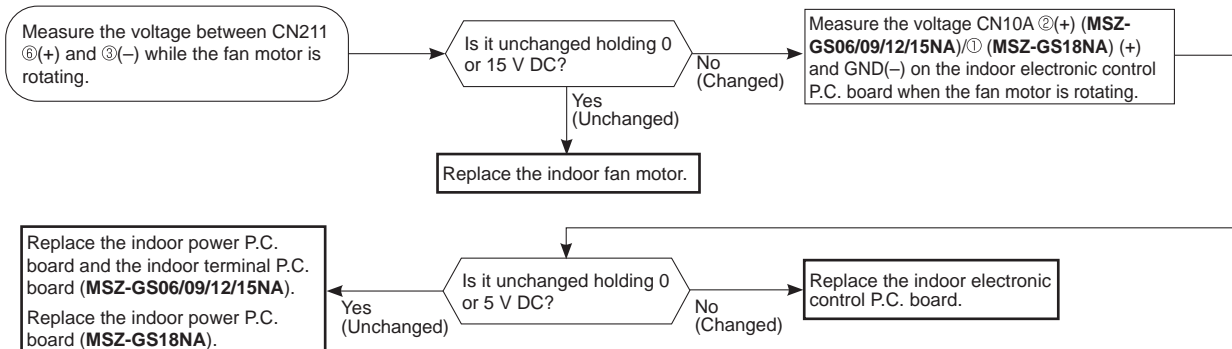 Measure the voltage between CN211
⑥(+) and ③(–) while the fan motor is
rotating.
Is it unchanged holding 0
or 15 V DC?
No
(Changed)
Yes
(Unchanged)
Replace the indoor fan motor.
Measure the voltage CN10A ②(+) (MSZ-
GS06/09/12/15NA)/① (MSZ-GS18NA) (+)
and GND(–) on the indoor electronic control
P.C. board when the fan motor is rotating.
Is it unchanged holding 0
or 5 V DC?
Yes
(Unchanged)
Replace the indoor power P.C.
board and the indoor terminal P.C.
board (MSZ-GS06/09/12/15NA).
Replace the indoor power P.C.
board (MSZ-GS18NA).
No
(Changed)
Replace the indoor electronic
control P.C. board.